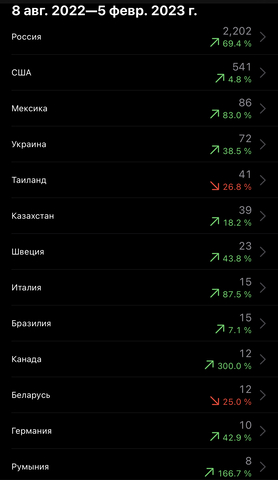 8 авг. 2022—5 февр. 2023 г.
Россия 2,202
69.4 %
США 541
4.8 %
Мексика 86
83.0 %
Украина 72
38.5 %
Таиланд 41
26.8 %
Казахстан 39
18.2 %
Швеция 23
43.8 %
Италия 15
87.5 %
Бразилия 15
7.1 %
Канада 12
300.0 %
Беларусь 12
25.0 %
Германия 10
42.9 %
Румыния 8
166.7 %